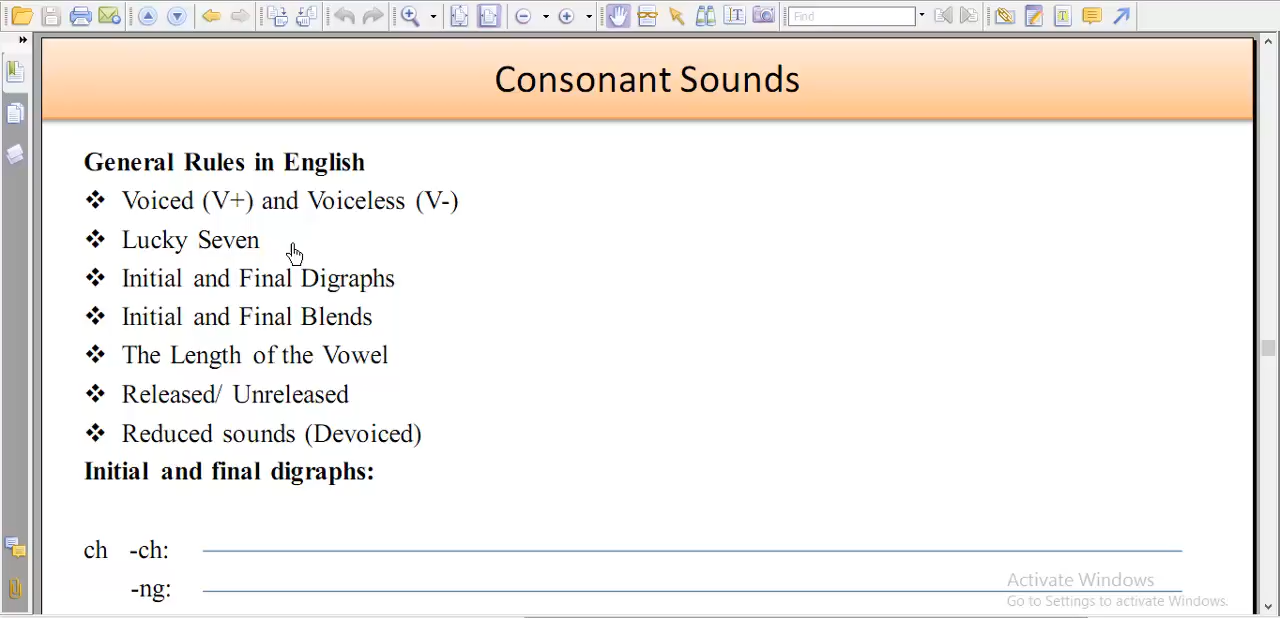 Find
Consonant Sounds
General Rules in English
❖ Voiced (V+) and Voiceless (V-)
❖ Lucky Seven
❖ Initial and Final Digraphs
❖ Initial and Final Blends
❖ The Length of the Vowel
❖ Released/ Unreleased
❖ Reduced sounds (Devoiced)
Initial and final digraphs:
ch -ch:
-ng:
Activate Windows
Go to Settings to activate Windows.